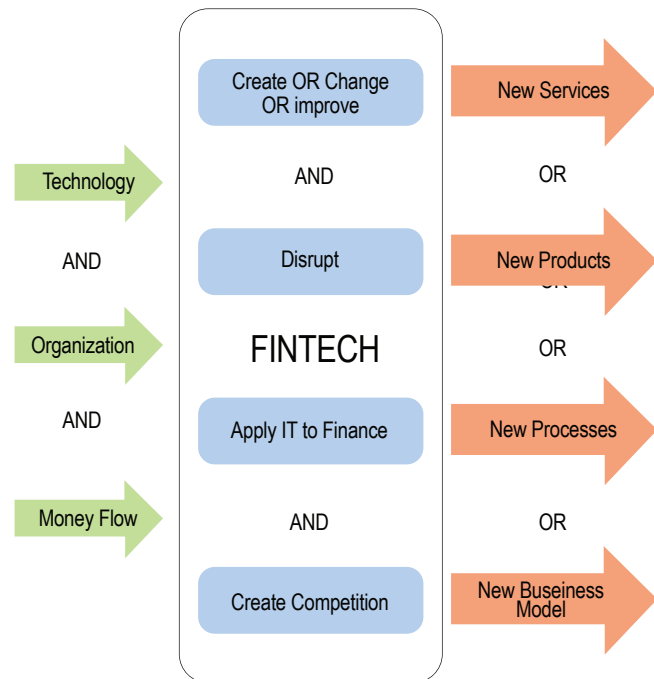 Technology
AND
Organization
AND
Money Flow
Create OR Change
OR improve
AND
Disrupt
FINTECH
Apply IT to Finance
AND
Create Competition
New Services
OR
New Products
OR
OR
New Processes
OR
New Buseiness
Model